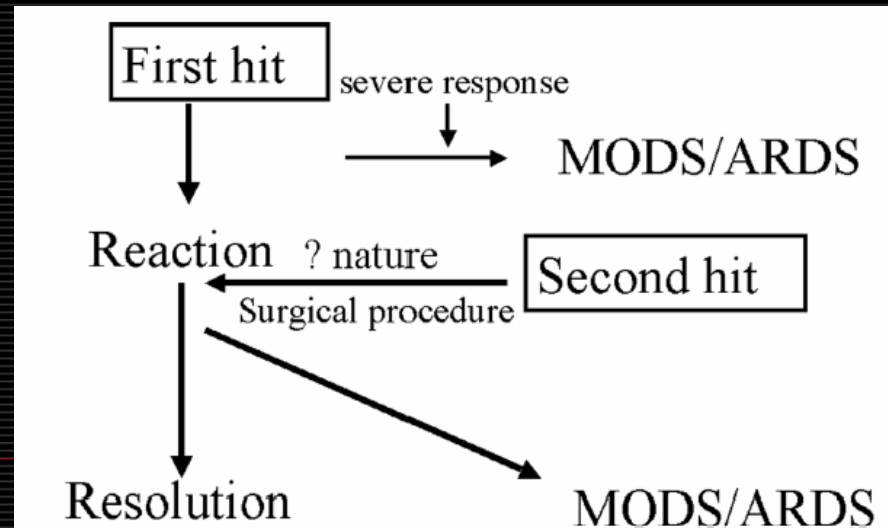 First hit
severe response
MODS/ARDS
Reaction
? nature
Second hit
Surgical procedure
Resolution
MODS/ARDS